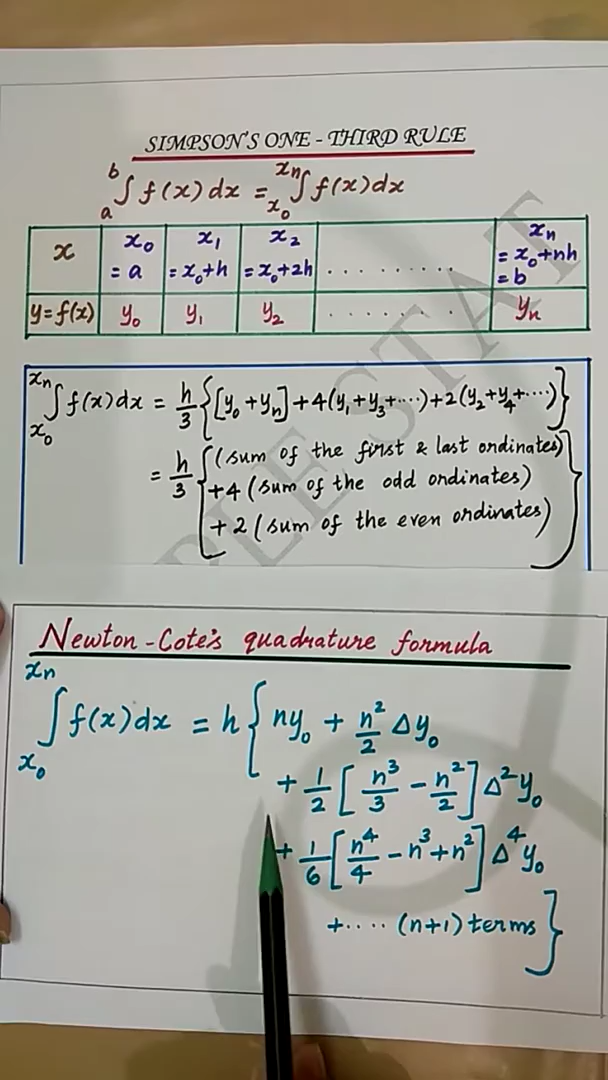 SIMPSON'S ONE - THIRD RULE
a∫b f(x) dx = x₀∫xₙ f(x) dx
x x₀ = a x₁ = x₀+h x₂ = x₀+2h . . . . . . . . . xₙ = x₀+nh = b
y=f(x) y₀ y₁ y₂ . . . . . . . yₙ
x₀∫xₙ f(x) dx = h/3 {[y₀ + yₙ] + 4(y₁ + y₃ + ....) + 2(y₂ + y₄ + ....)}
= h/3 {(sum of the first & last ordinates)
+ 4 (sum of the odd ordinates)
+ 2 (sum of the even ordinates)}
Newton - Cote's quadrature formula
x₀∫xₙ f(x) dx = h { ny₀ + n²/2 Δy₀
+ 1/2 [n³/3 − n²/2] Δ²y₀
+ 1/6 [n⁴/4 − n³ + n²] Δ⁴y₀
+ .... (n+1) terms }